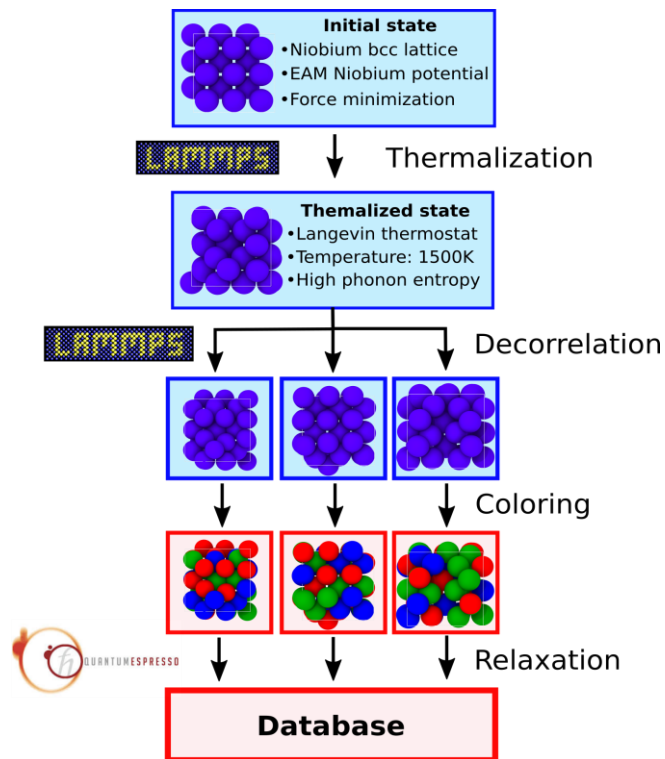 Initial state
•Niobium bcc lattice
•EAM Niobium potential
•Force minimization
LAMMPS
Thermalization
Themalized state
•Langevin thermostat
•Temperature: 1500K
•High phonon entropy
LAMMPS
Decorrelation
Coloring
ħ QUANTUMESPRESSO
Relaxation
Database